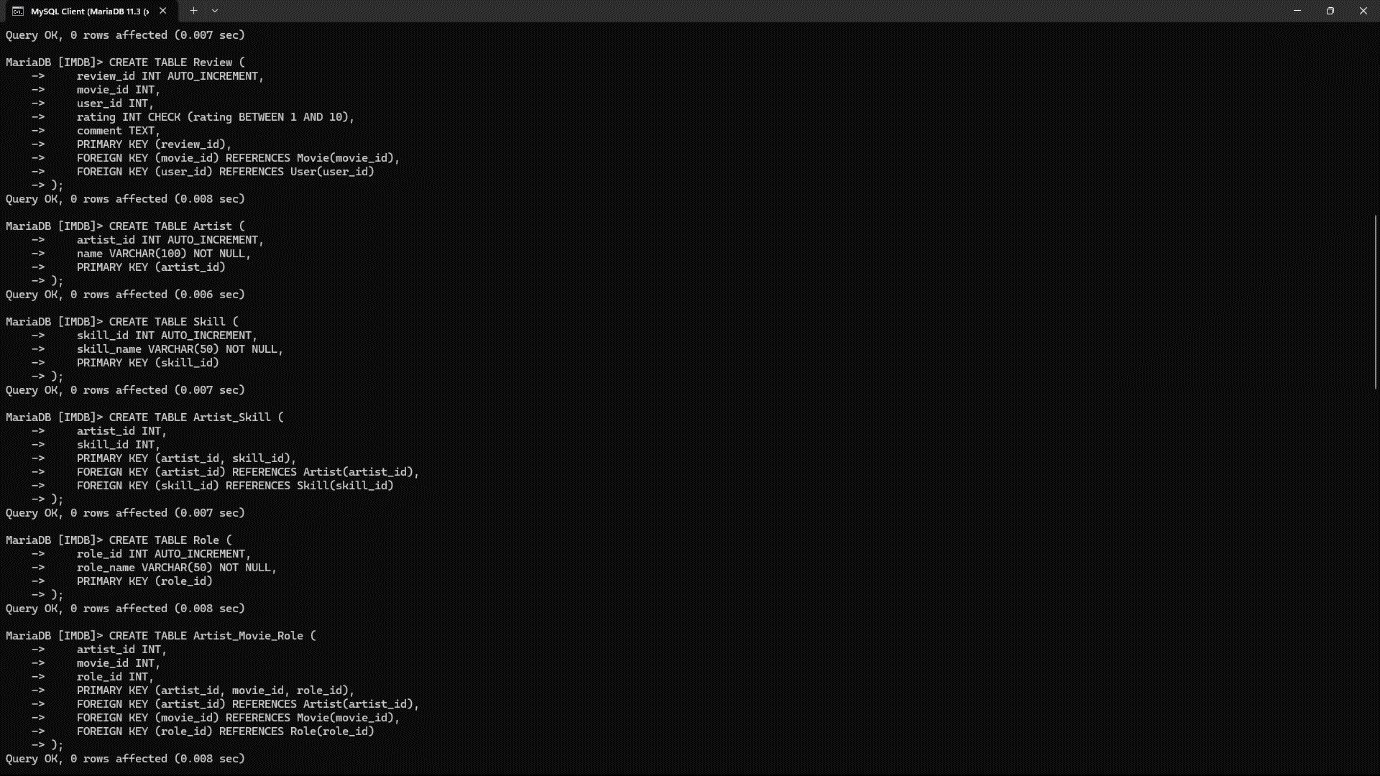 MySQL Client (MariaDB 11.3 (x
Query OK, 0 rows affected (0.007 sec)
MariaDB [IMDB]> CREATE TABLE Review (
    ->     review_id INT AUTO_INCREMENT,
    ->     movie_id INT,
    ->     user_id INT,
    ->     rating INT CHECK (rating BETWEEN 1 AND 10),
    ->     comment TEXT,
    ->     PRIMARY KEY (review_id),
    ->     FOREIGN KEY (movie_id) REFERENCES Movie(movie_id),
    ->     FOREIGN KEY (user_id) REFERENCES User(user_id)
    -> );
Query OK, 0 rows affected (0.008 sec)
MariaDB [IMDB]> CREATE TABLE Artist (
    ->     artist_id INT AUTO_INCREMENT,
    ->     name VARCHAR(100) NOT NULL,
    ->     PRIMARY KEY (artist_id)
    -> );
Query OK, 0 rows affected (0.006 sec)
MariaDB [IMDB]> CREATE TABLE Skill (
    ->     skill_id INT AUTO_INCREMENT,
    ->     skill_name VARCHAR(50) NOT NULL,
    ->     PRIMARY KEY (skill_id)
    -> );
Query OK, 0 rows affected (0.007 sec)
MariaDB [IMDB]> CREATE TABLE Artist_Skill (
    ->     artist_id INT,
    ->     skill_id INT,
    ->     PRIMARY KEY (artist_id, skill_id),
    ->     FOREIGN KEY (artist_id) REFERENCES Artist(artist_id),
    ->     FOREIGN KEY (skill_id) REFERENCES Skill(skill_id)
    -> );
Query OK, 0 rows affected (0.007 sec)
MariaDB [IMDB]> CREATE TABLE Role (
    ->     role_id INT AUTO_INCREMENT,
    ->     role_name VARCHAR(50) NOT NULL,
    ->     PRIMARY KEY (role_id)
    -> );
Query OK, 0 rows affected (0.008 sec)
MariaDB [IMDB]> CREATE TABLE Artist_Movie_Role (
    ->     artist_id INT,
    ->     movie_id INT,
    ->     role_id INT,
    ->     PRIMARY KEY (artist_id, movie_id, role_id),
    ->     FOREIGN KEY (artist_id) REFERENCES Artist(artist_id),
    ->     FOREIGN KEY (movie_id) REFERENCES Movie(movie_id),
    ->     FOREIGN KEY (role_id) REFERENCES Role(role_id)
    -> );
Query OK, 0 rows affected (0.008 sec)